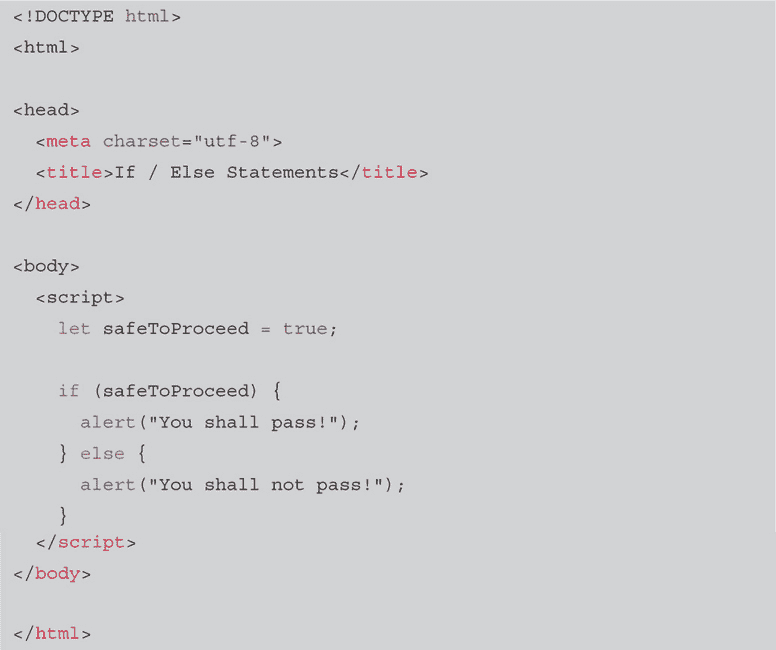 <!DOCTYPE html>
<html>
<head>
<meta charset="utf-8">
<title>If / Else Statements</title>
</head>
<body>
<script>
let safeToProceed = true;
if (safeToProceed) {
alert("You shall pass!");
} else {
alert("You shall not pass!");
}
</script>
</body>
</html>